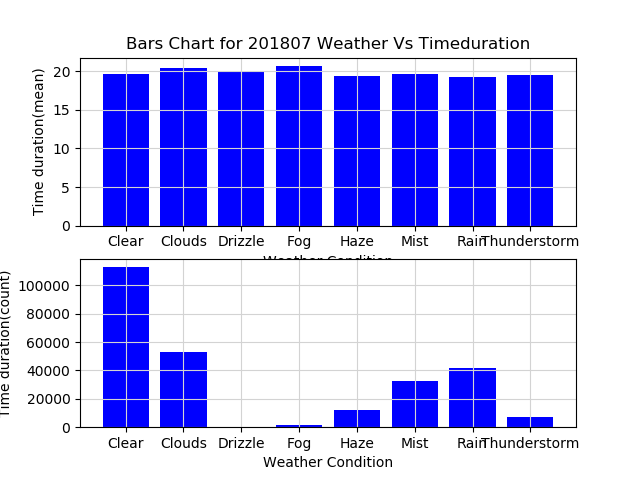 Bars Chart for 201807 Weather Vs Timeduration
Time duration(mean)
20
15
10
5
0
Clear Clouds Drizzle Fog Haze Mist Rain Thunderstorm
Weather Condition
Time duration(count)
100000
80000
60000
40000
20000
0
Clear Clouds Drizzle Fog Haze Mist Rain Thunderstorm
Weather Condition